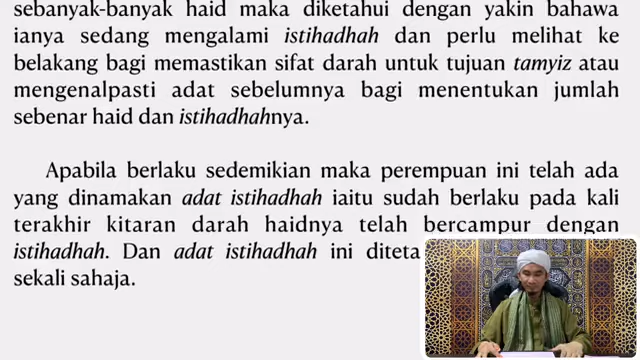 sebanyak-banyak haid maka diketahui dengan yakin bahawa
ianya sedang mengalami istihadhah dan perlu melihat ke
belakang bagi memastikan sifat darah untuk tujuan tamyiz atau
mengenalpasti adat sebelumnya bagi menentukan jumlah
sebenar haid dan istihadhahnya.
Apabila berlaku sedemikian maka perempuan ini telah ada
yang dinamakan adat istihadhah iaitu sudah berlaku pada kali
terakhir kitaran darah haidnya telah bercampur dengan
istihadhah. Dan adat istihadhah ini
sekali sahaja.